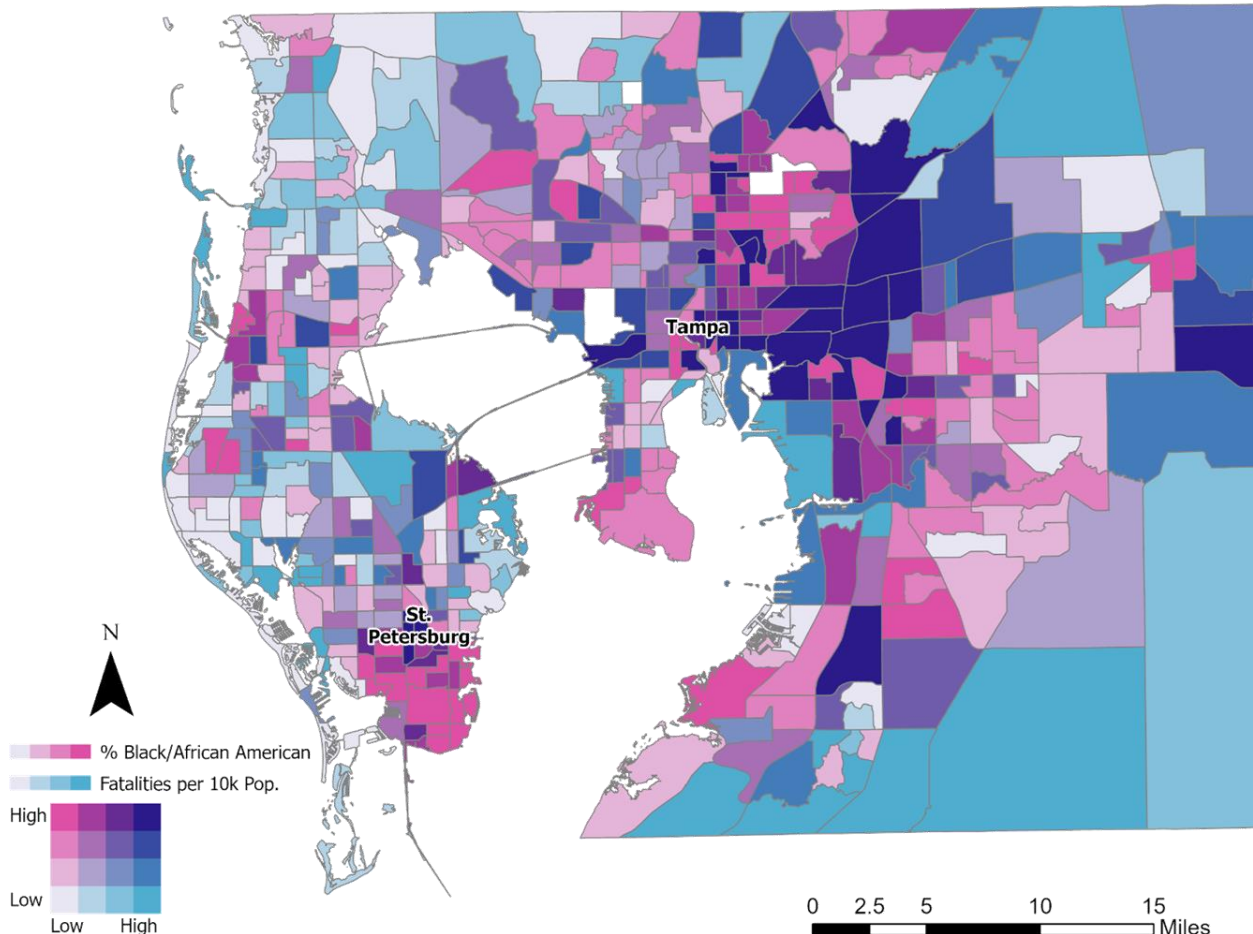 Tampa
St.
Petersburg
N
% Black/African American
Fatalities per 10k Pop.
High
Low
Low High
0 2.5 5 10 15
Miles